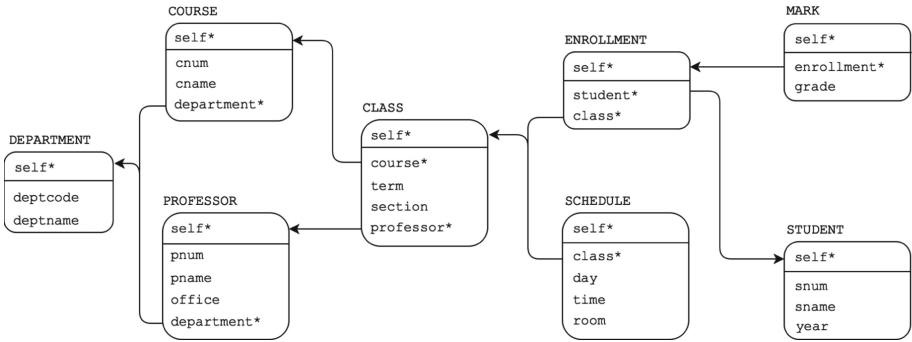 COURSE
self*
cnum
cname
department*
DEPARTMENT
self*
deptcode
deptname
PROFESSOR
self*
pnum
pname
office
department*
CLASS
self*
course*
term
section
professor*
ENROLLMENT
self*
student*
class*
SCHEDULE
self*
class*
day
time
room
MARK
self*
enrollment*
grade
STUDENT
self*
snum
sname
year